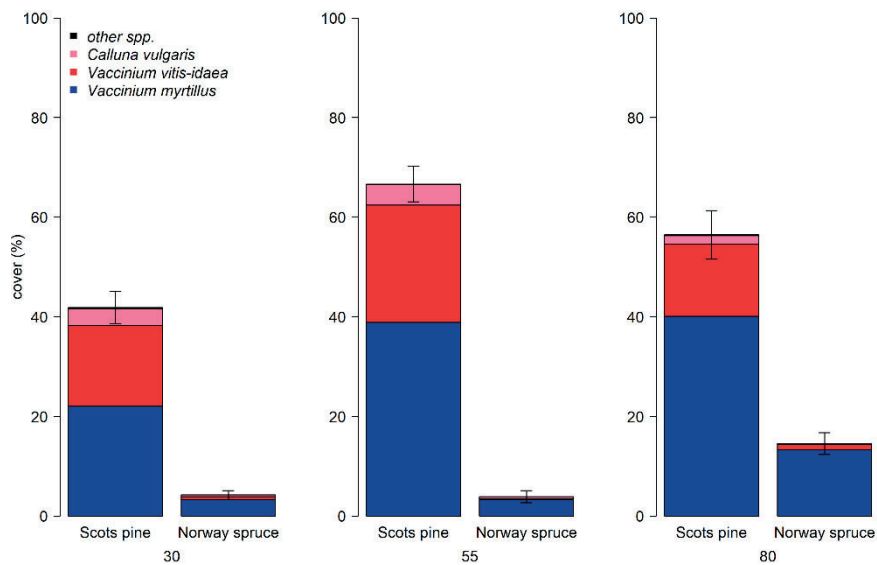 100
80
60
40
20
0
cover (%)
other spp.
Calluna vulgaris
Vaccinium vitis-idaea
Vaccinium myrtillus
Scots pine Norway spruce
30
100
80
60
40
20
0
Scots pine Norway spruce
55
100
80
60
40
20
0
Scots pine Norway spruce
80